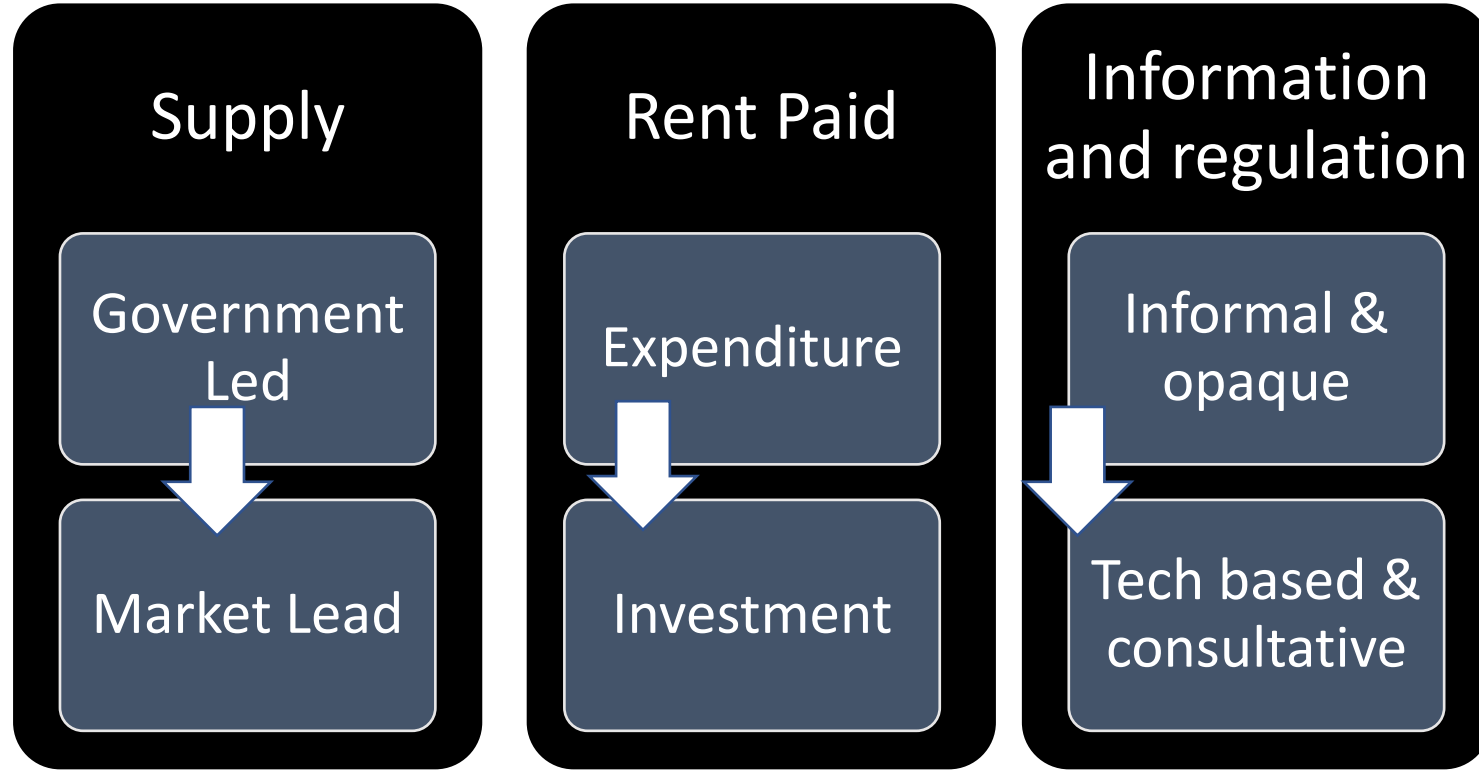 Supply
Government
Led
Market Lead
Rent Paid
Expenditure
Investment
Information
and regulation
Informal &
opaque
Tech based &
consultative